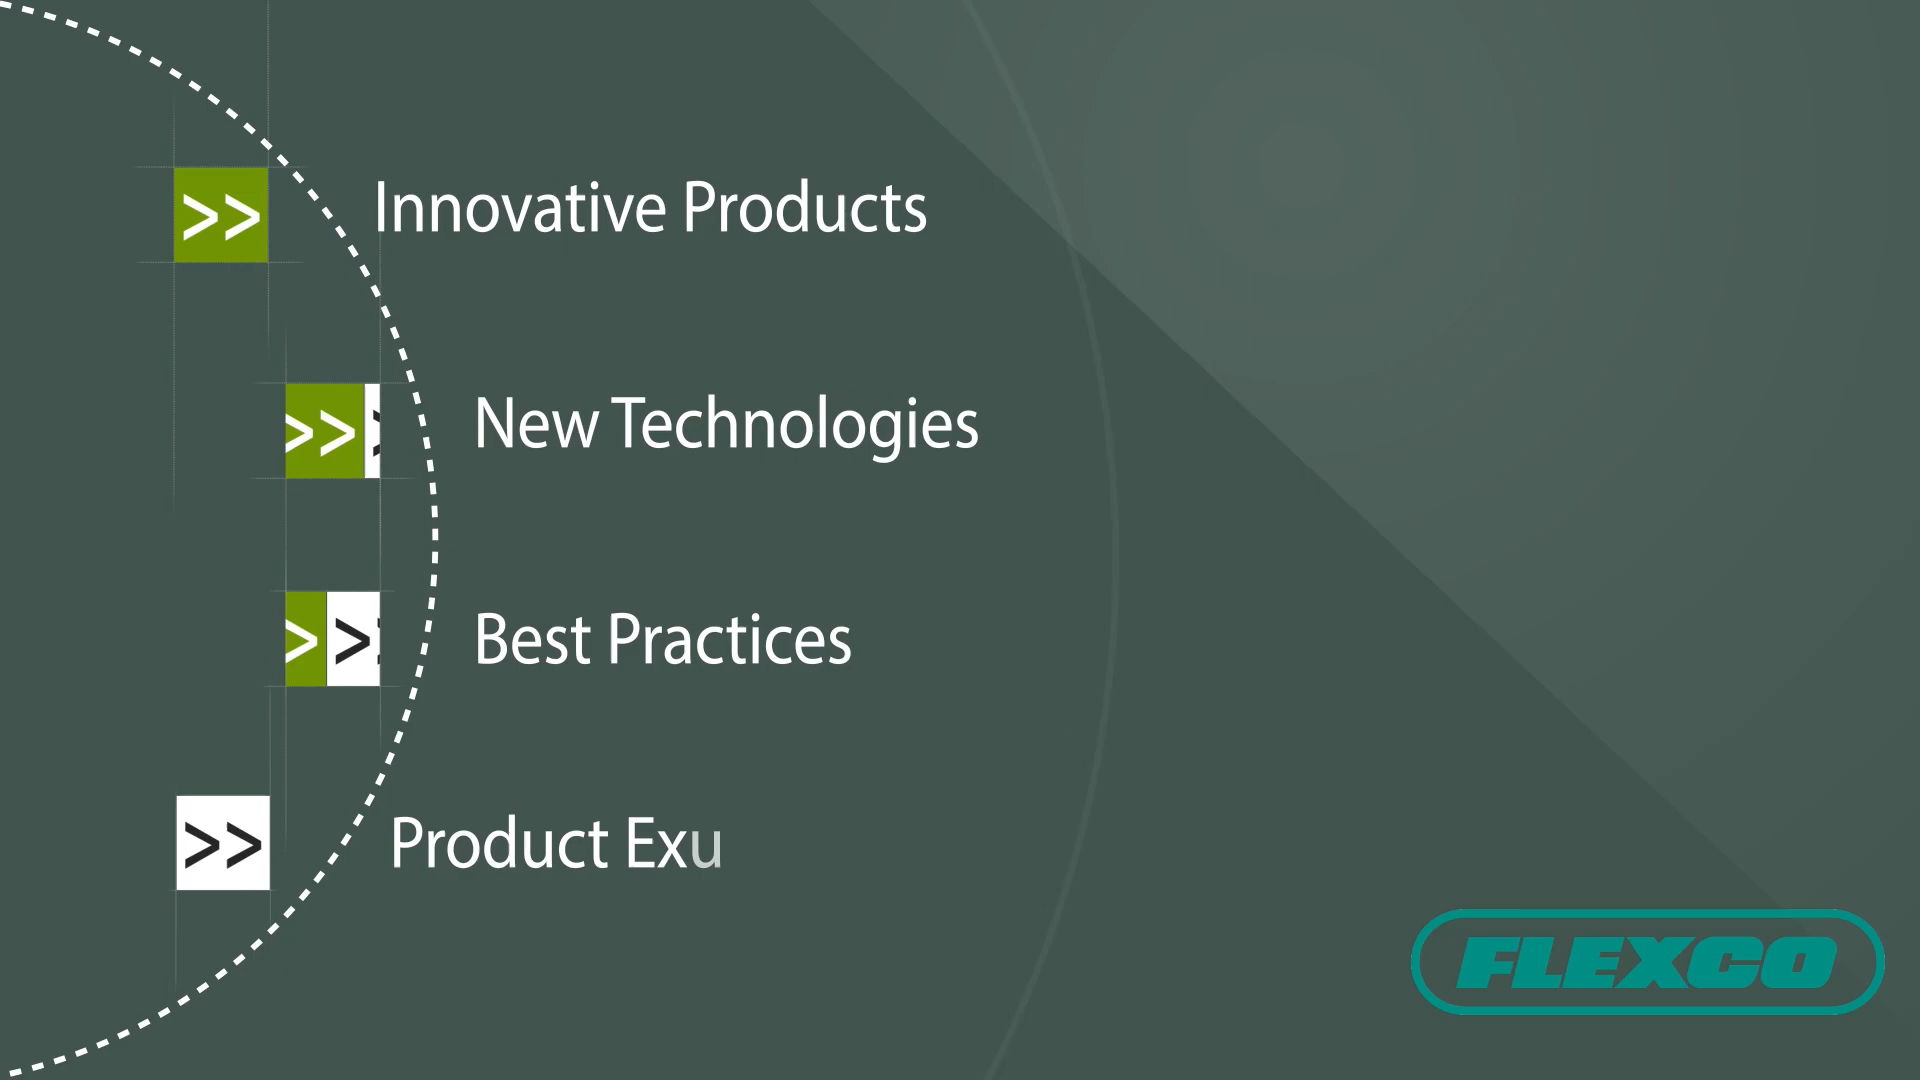 >> Innovative Products
>> New Technologies
>> Best Practices
>> Product Exu
FLEXCO